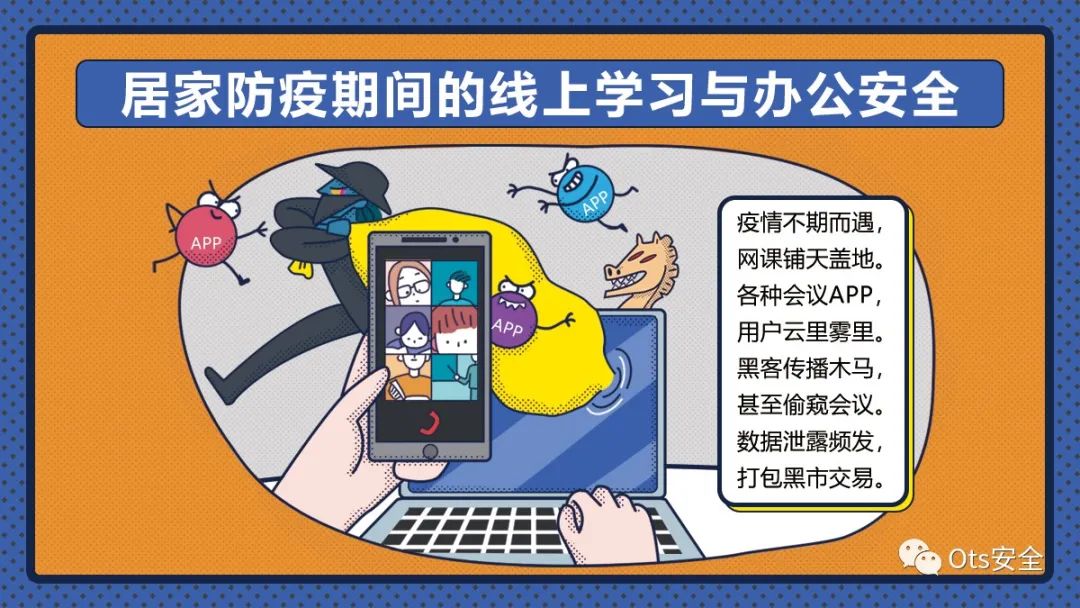 居家防疫期间的线上学习与办公安全
APP
APP
APP
疫情不期而遇，
网课铺天盖地。
各种会议APP，
用户云里雾里。
黑客传播木马，
甚至偷窥会议。
数据泄露频发，
打包黑市交易。
Ots安全